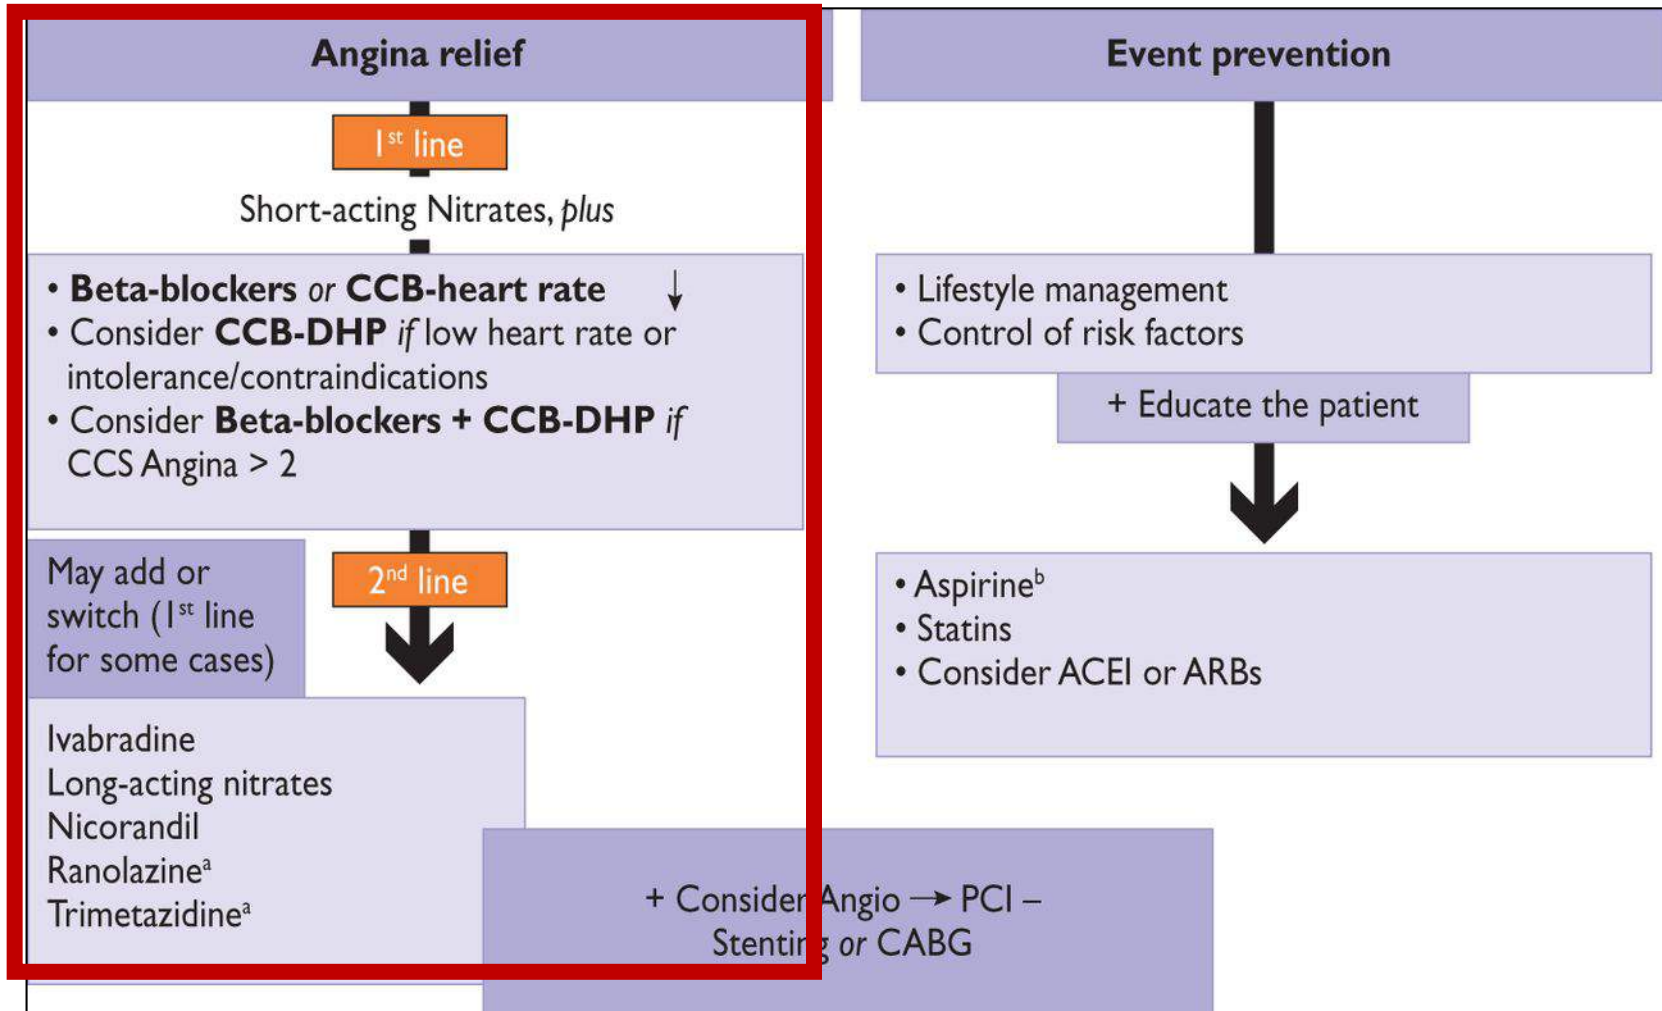 Angina relief
1st line
Short-acting Nitrates, plus
• Beta-blockers or CCB-heart rate ↓
• Consider CCB-DHP if low heart rate or
intolerance/contraindications
• Consider Beta-blockers + CCB-DHP if
CCS Angina > 2
May add or
switch (1st line
for some cases)
2nd line
Ivabradine
Long-acting nitrates
Nicorandil
Ranolazineᵃ
Trimetazidineᵃ
Event prevention
• Lifestyle management
• Control of risk factors
+ Educate the patient
• Aspirineᵇ
• Statins
• Consider ACEI or ARBs
+ Consider Angio → PCI –
Stenting or CABG